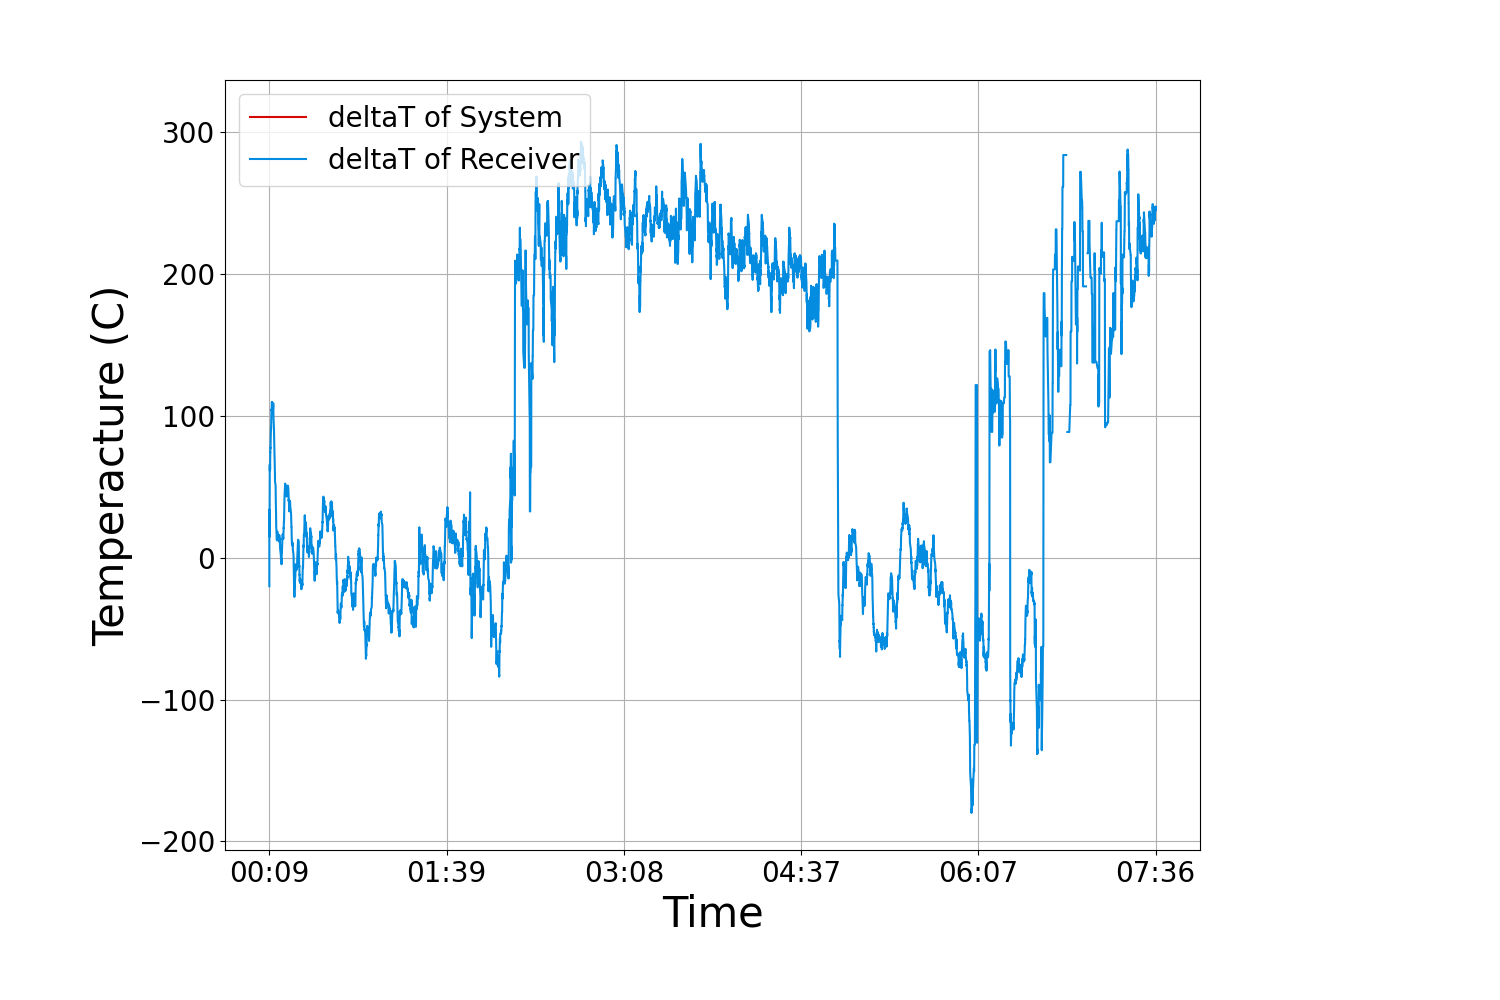 deltaT of System
deltaT of Receiver
300
200
100
0
−100
−200
Temperacture (C)
00:09 01:39 03:08 04:37 06:07 07:36
Time